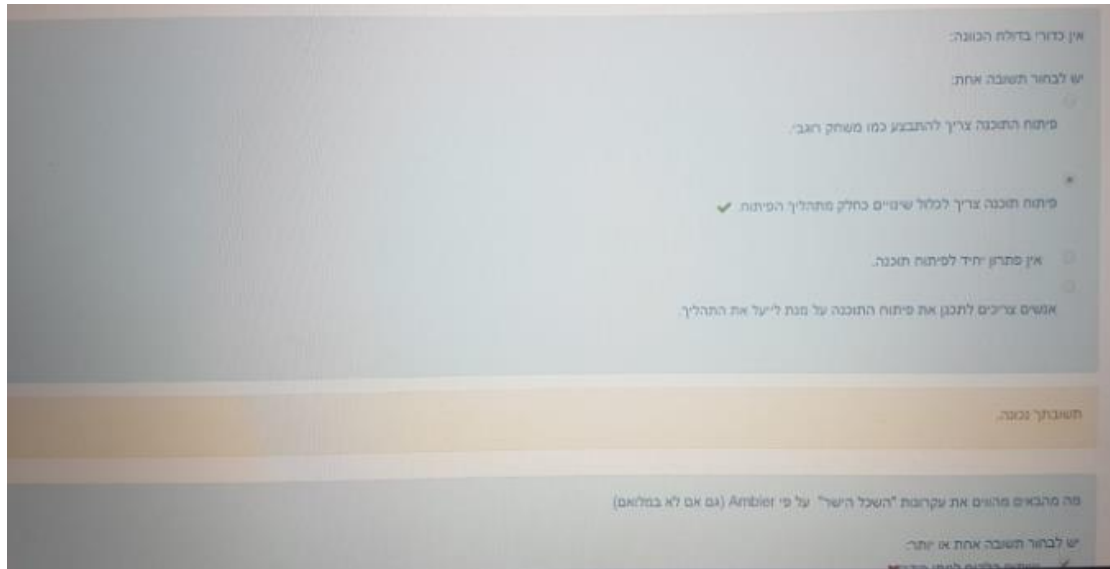 אין כדורי בדולח הכוונה:
יש לבחור תשובה אחת:
פיתוח התוכנה צריך להתבצע כמו משחק רוגבי.
פיתוח תוכנה צריך לכלול שינויים כחלק מתהליך הפיתוח.
אין פתרון יחיד לפיתוח תוכנה.
אנשים צריכים לתכנן את פיתוח התוכנה על מנת לייעל את התהליך.
תשובתך נכונה.
מה מהבאים מהווים את עקרונות "השכל הישר" על פי Ambler (גם אם לא במלואם)
יש לבחור תשובה אחת או יותר: